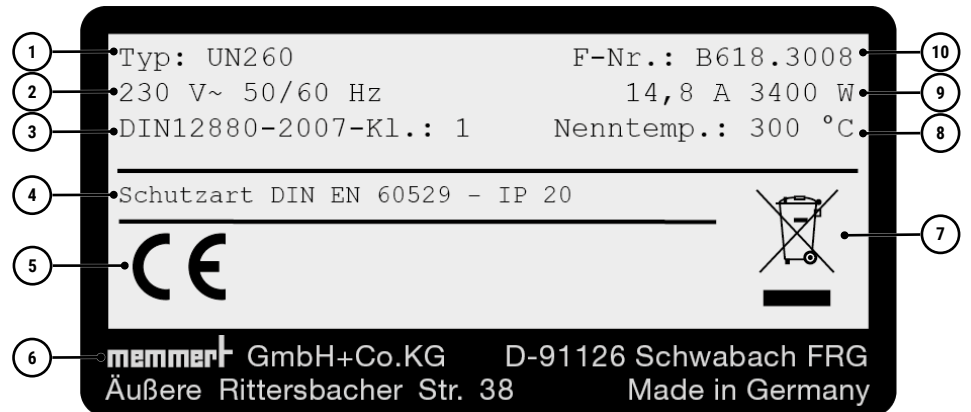 1 Typ: UN260 F-Nr.: B618.3008 10
2 230 V~ 50/60 Hz 14,8 A 3400 W 9
3 DIN12880-2007-Kl.: 1 Nenntemp.: 300 °C 8
4 Schutzart DIN EN 60529 – IP 20
7
5 CE
6 memmert GmbH+Co.KG D-91126 Schwabach FRG
Äußere Rittersbacher Str. 38 Made in Germany